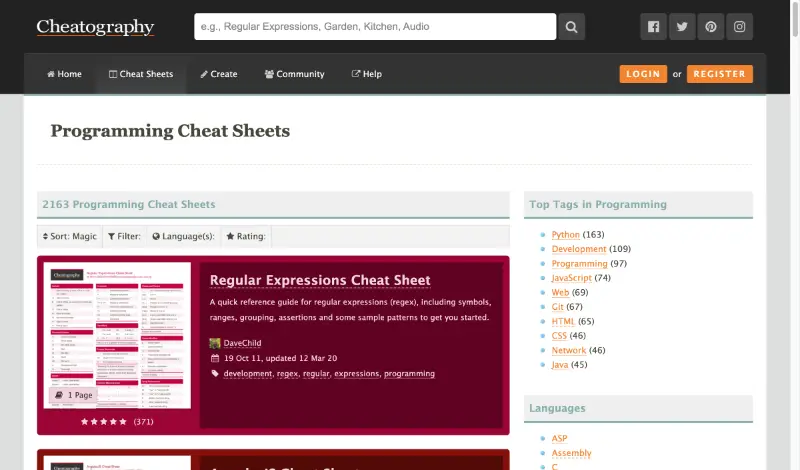 Cheatography
e.g., Regular Expressions, Garden, Kitchen, Audio
Home Cheat Sheets Create Community Help LOGIN or REGISTER
Programming Cheat Sheets
2163 Programming Cheat Sheets
Sort: Magic Filter: Language(s): Rating:
Regular Expressions Cheat Sheet
A quick reference guide for regular expressions (regex), including symbols,
ranges, grouping, assertions and some sample patterns to get you started.
DaveChild
19 Oct 11, updated 12 Mar 20
development, regex, regular, expressions, programming
Cheatography
1 Page
(371)
Top Tags in Programming
Python (163)
Development (109)
Programming (97)
JavaScript (74)
Web (69)
Git (67)
HTML (65)
CSS (46)
Network (46)
Java (45)
Languages
ASP
Assembly
C